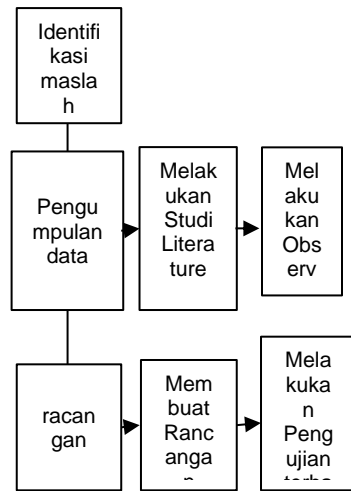 Identifi
kasi
masla
h
Pengu
mpulan
data
Melak
ukan
Studi
Litera
ture
Mel
aku
kan
Obs
erv
racan
gan
Mem
buat
Ranc
anga
Mela
kuka
n
Peng
ujian